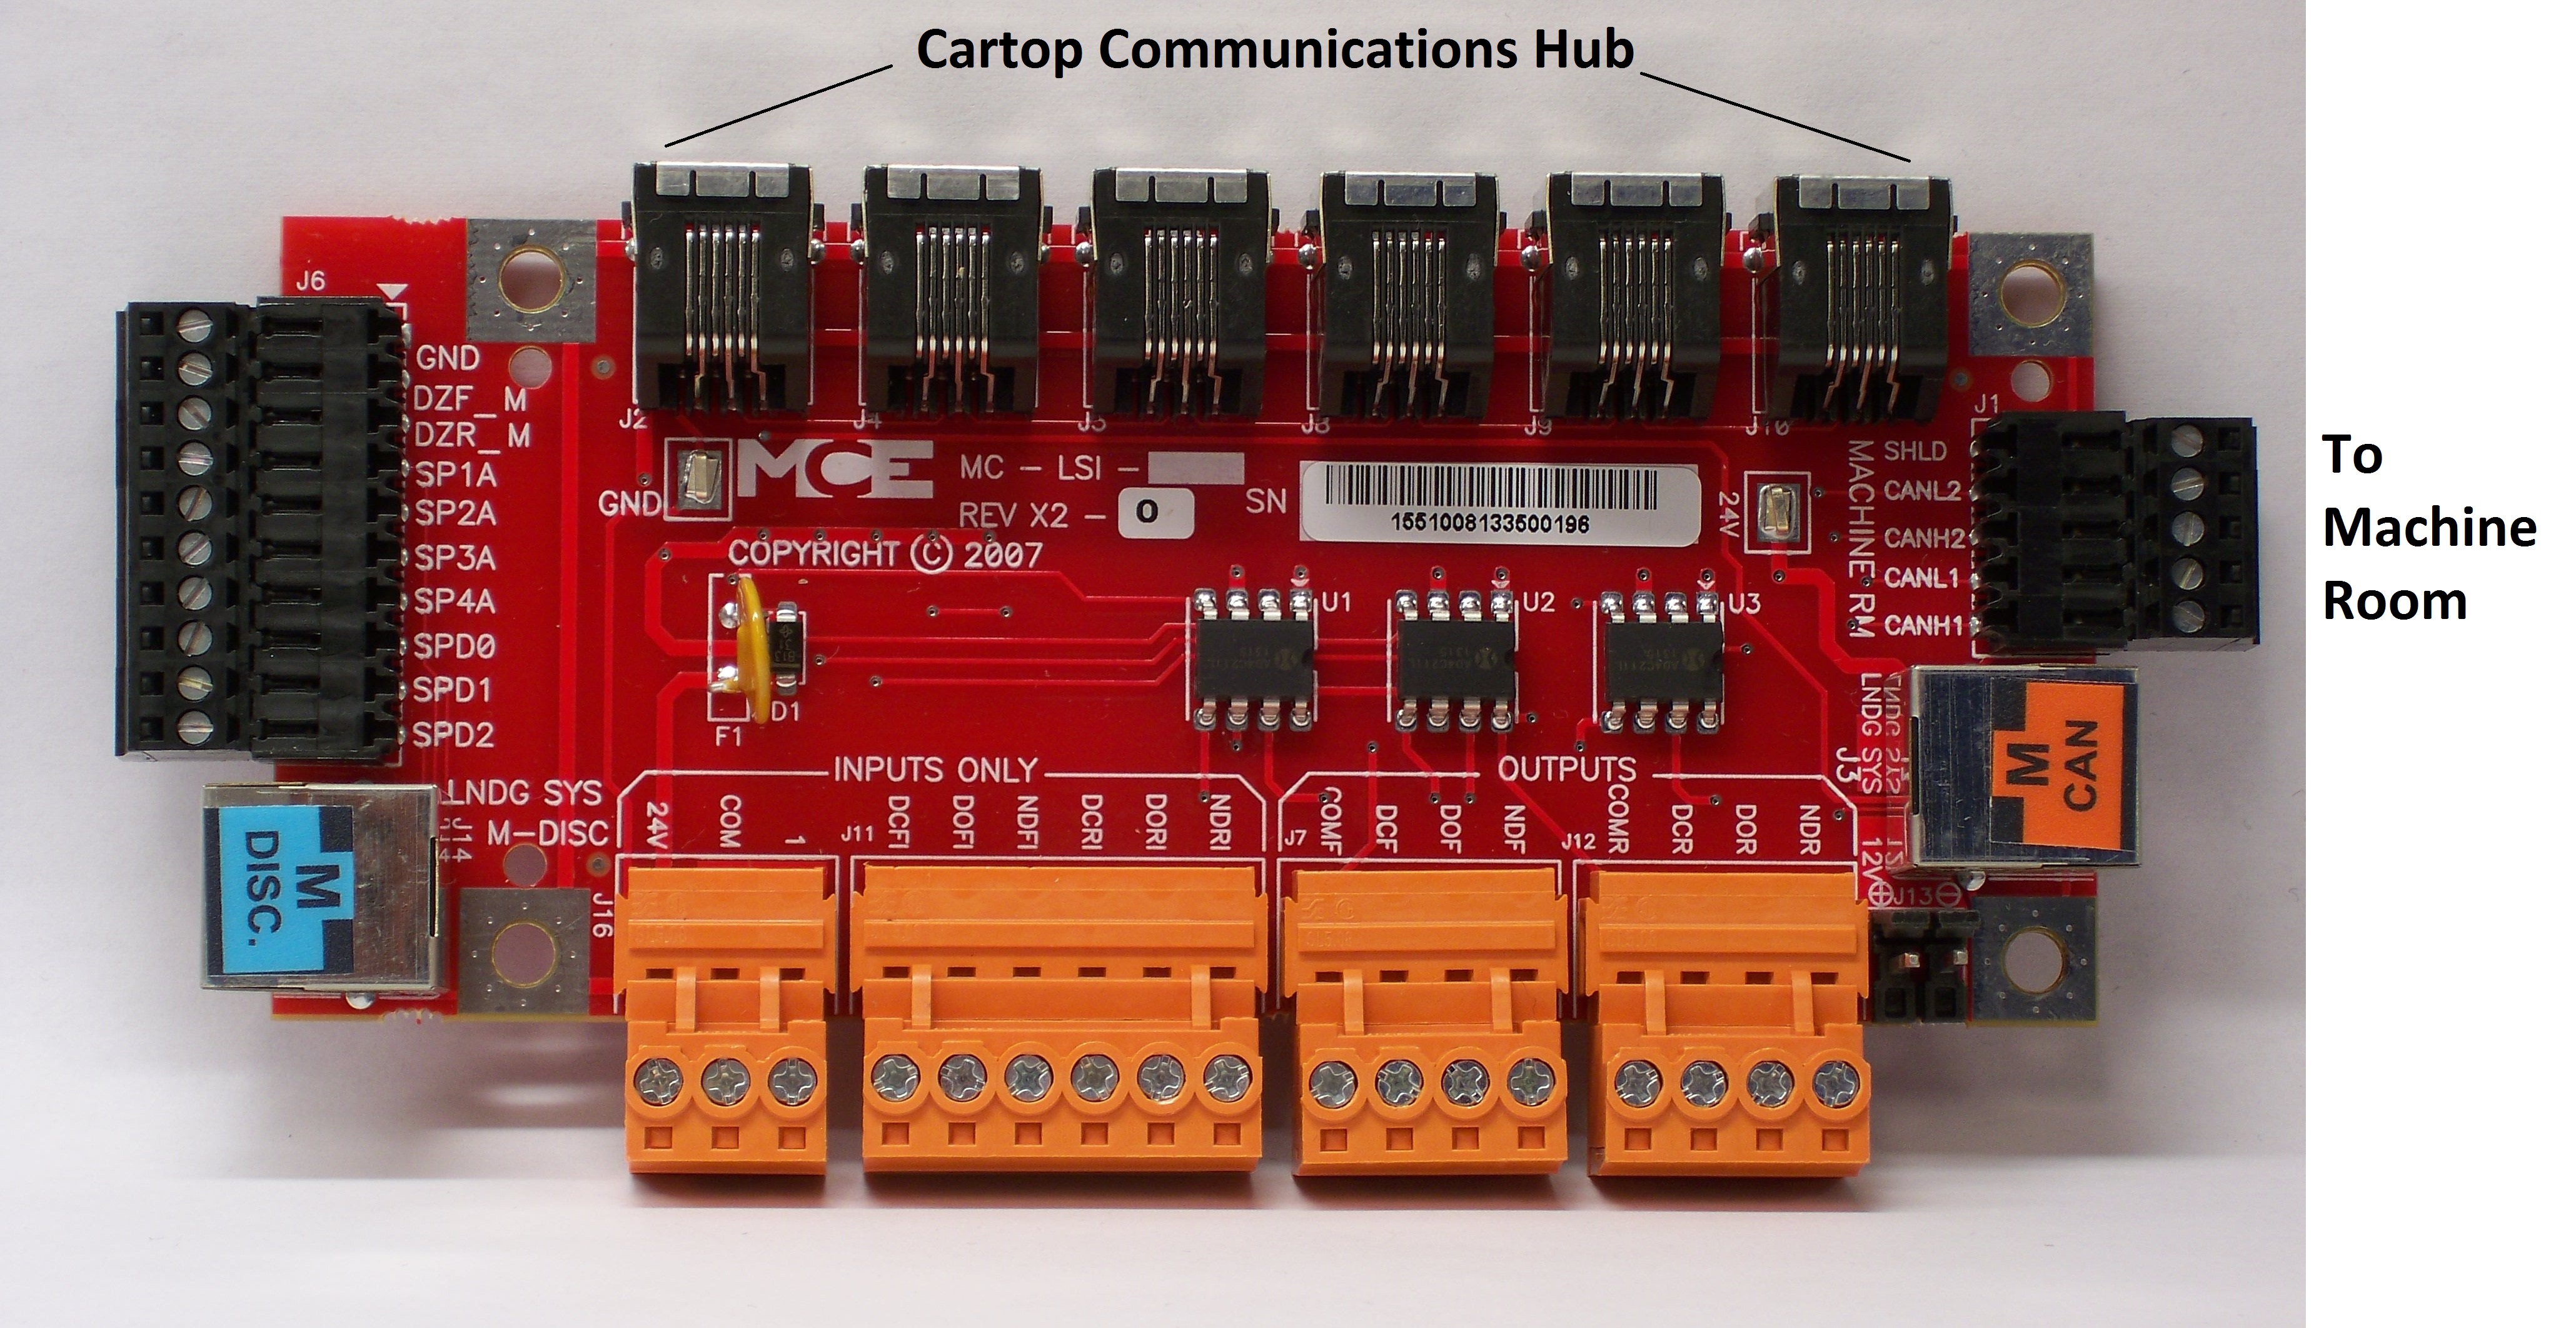 Cartop Communications Hub
To
Machine
Room
J6
GND
DZF_M
DZR_M
SP1A
SP2A
SP3A
SP4A
SPD0
SPD1
SPD2
LNDG SYS
M-DISC
M
DISC.
J2
J4
J5
J8
J9
J10
GND
MCE
MC - LSI -
REV X2 - 0
SN
1551008133500196
COPYRIGHT © 2007
24V
J1
MACHINE RM
SHLD
CANL2
CANH2
CANL1
CANH1
F1
D1
U1
U2
U3
INPUTS ONLY
24V
COM
1
J16
J11
DCFI
DOFI
NDFI
DCRI
DORI
NDRI
OUTPUTS
J7
COMF
DCF
DOF
NDF
J12
COMR
DCR
DOR
NDR
J3
LNDG SYS
M
CAN
12V
J13